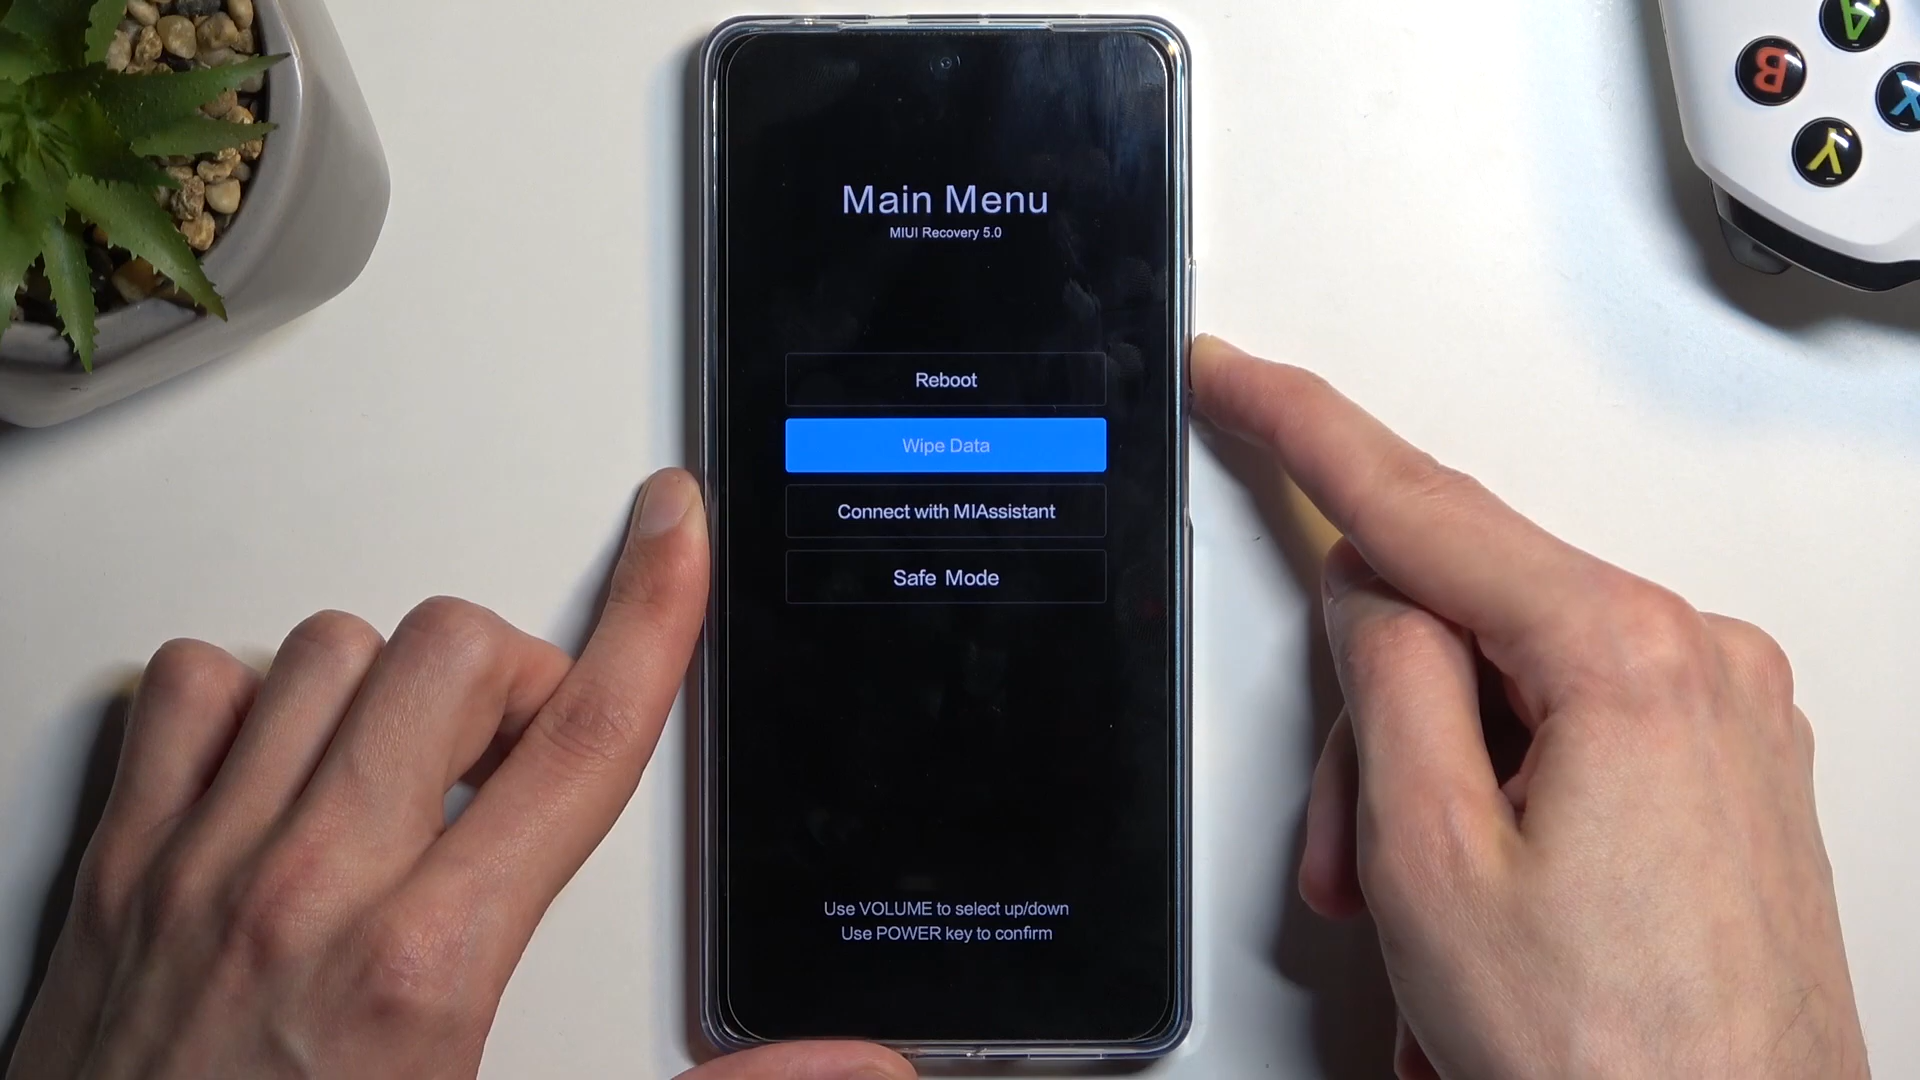 Main Menu
MIUI Recovery 5.0
Reboot
Wipe Data
Connect with MIAssistant
Safe Mode
Use VOLUME to select up/down
Use POWER key to confirm
A
B
X
Y